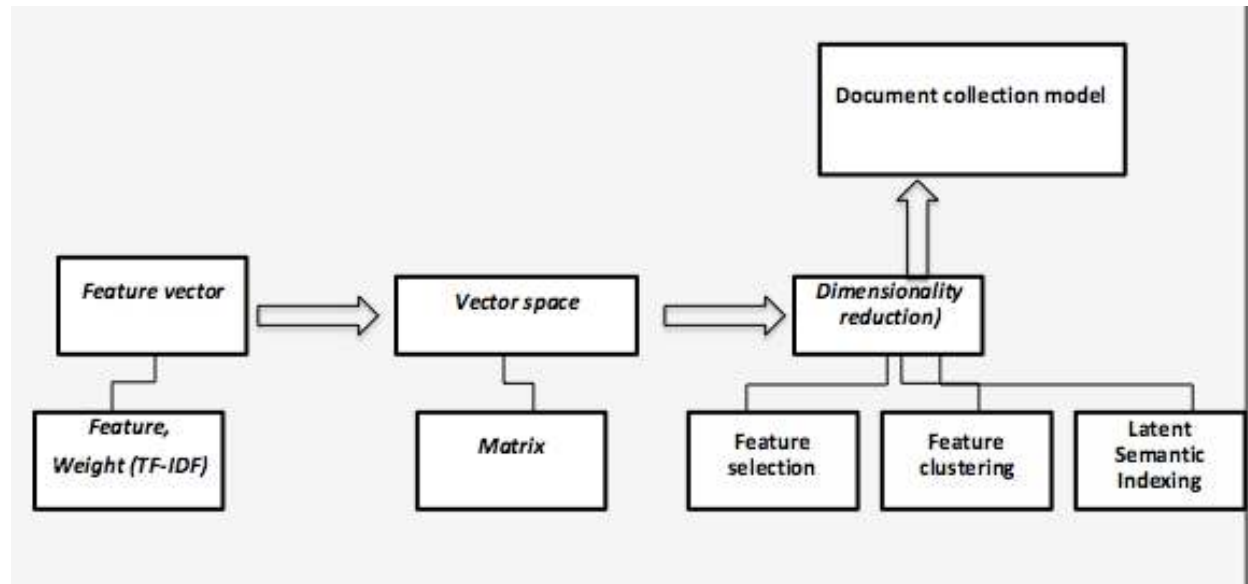 Document collection model
Feature vector
Vector space
Dimensionality
reduction)
Feature,
Weight (TF-IDF)
Matrix
Feature
selection
Feature
clustering
Latent
Semantic
Indexing